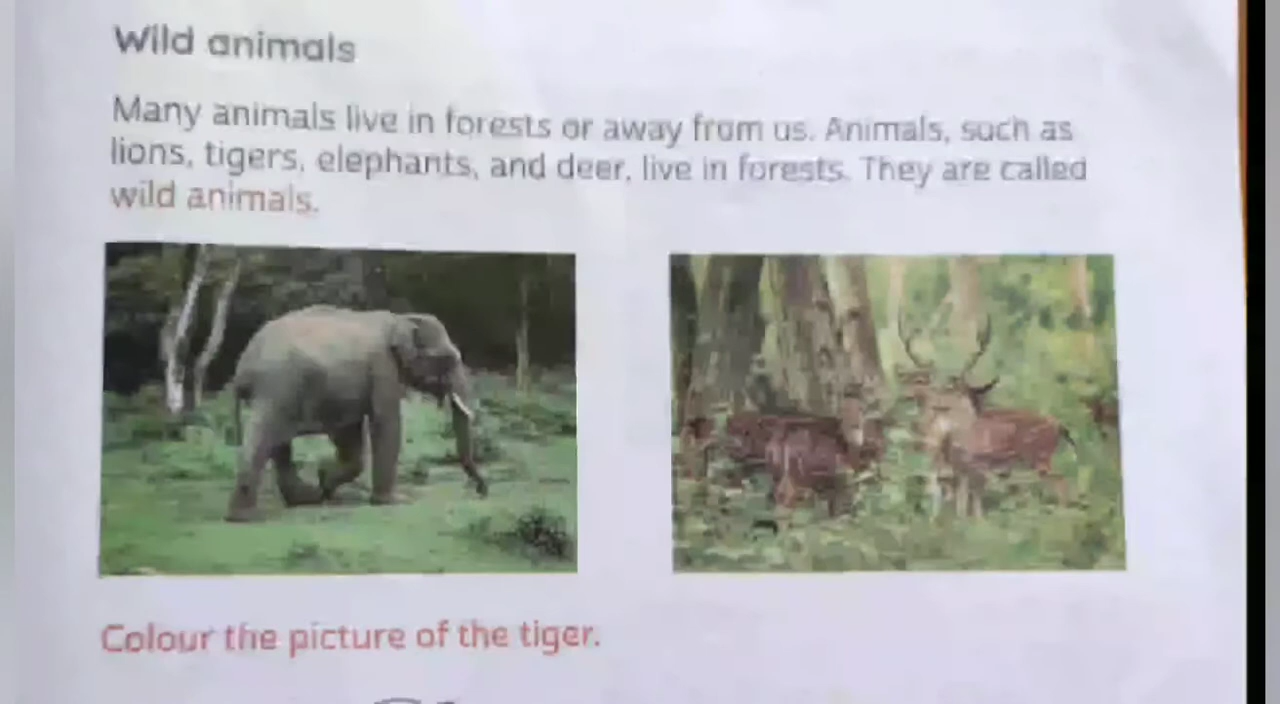 Wild animals
Many animals live in forests or away from us. Animals, such as
lions, tigers, elephants, and deer, live in forests. They are called
wild animals.
Colour the picture of the tiger.